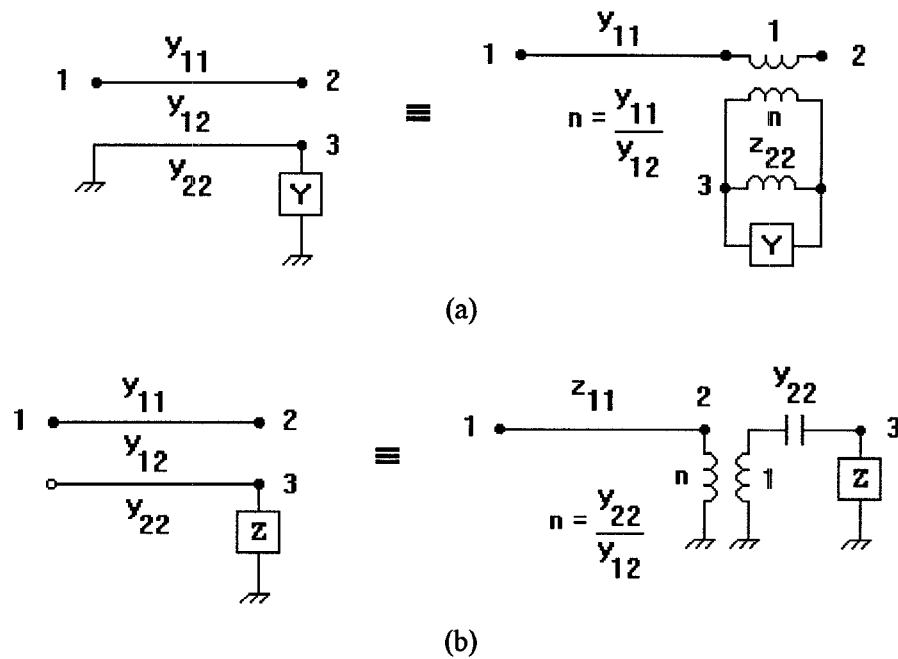 y11
1 2
y12
3
y22
Y
≡
y11 1
1 2
n = y11 / y12
n
z22
3
Y
(a)
y11
1 2
y12
3
y22
Z
≡
z11 2 y22
1 3
n 1 Z
n = y22 / y12
(b)